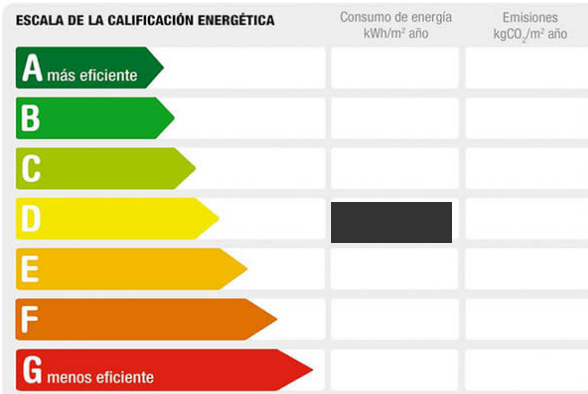 ESCALA DE LA CALIFICACIÓN ENERGÉTICA
Consumo de energía
kWh/m² año
Emisiones
kgCO₂/m² año
A más eficiente
B
C
D
E
F
G menos eficiente